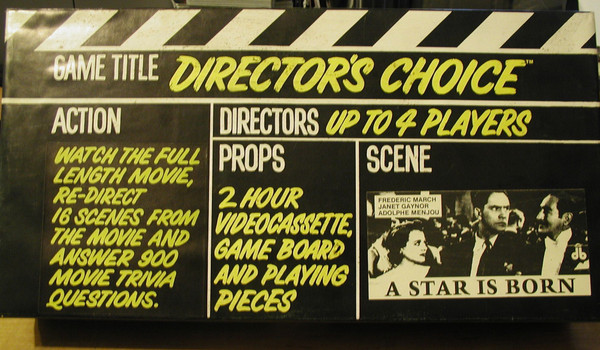 GAME TITLE DIRECTOR'S CHOICE™
ACTION
WATCH THE FULL
LENGTH MOVIE,
RE-DIRECT
16 SCENES FROM
THE MOVIE AND
ANSWER 900
MOVIE TRIVIA
QUESTIONS.
DIRECTORS UP TO 4 PLAYERS
PROPS
2 HOUR
VIDEOCASSETTE,
GAME BOARD
AND PLAYING
PIECES
SCENE
FREDERIC MARCH
JANET GAYNOR
ADOLPHE MENJOU
A STAR IS BORN